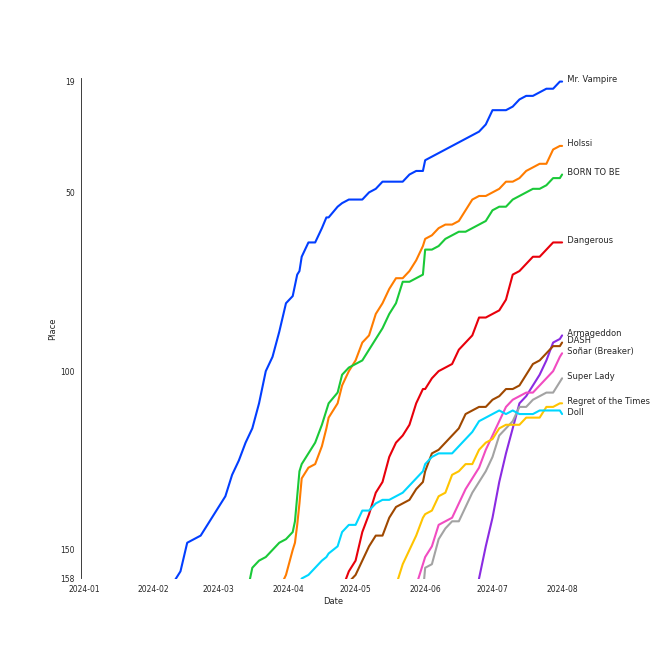 19
50
100
150
158
Place
2024-01
2024-02
2024-03
2024-04
2024-05
2024-06
2024-07
2024-08
Date
Mr. Vampire
Holssi
BORN TO BE
Dangerous
Armageddon
DASH
Soñar (Breaker)
Super Lady
Regret of the Times
Doll